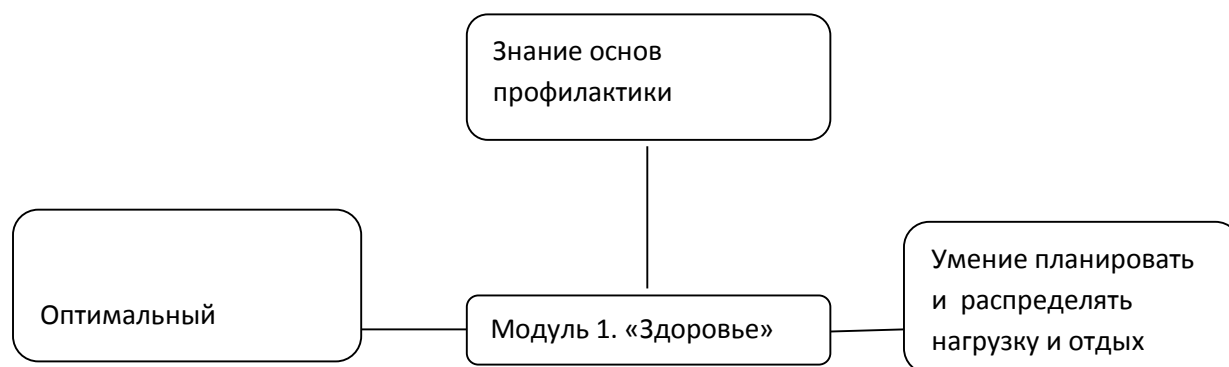 Знание основ
профилактики
Оптимальный
Модуль 1. «Здоровье»
Умение планировать
и распределять
нагрузку и отдых